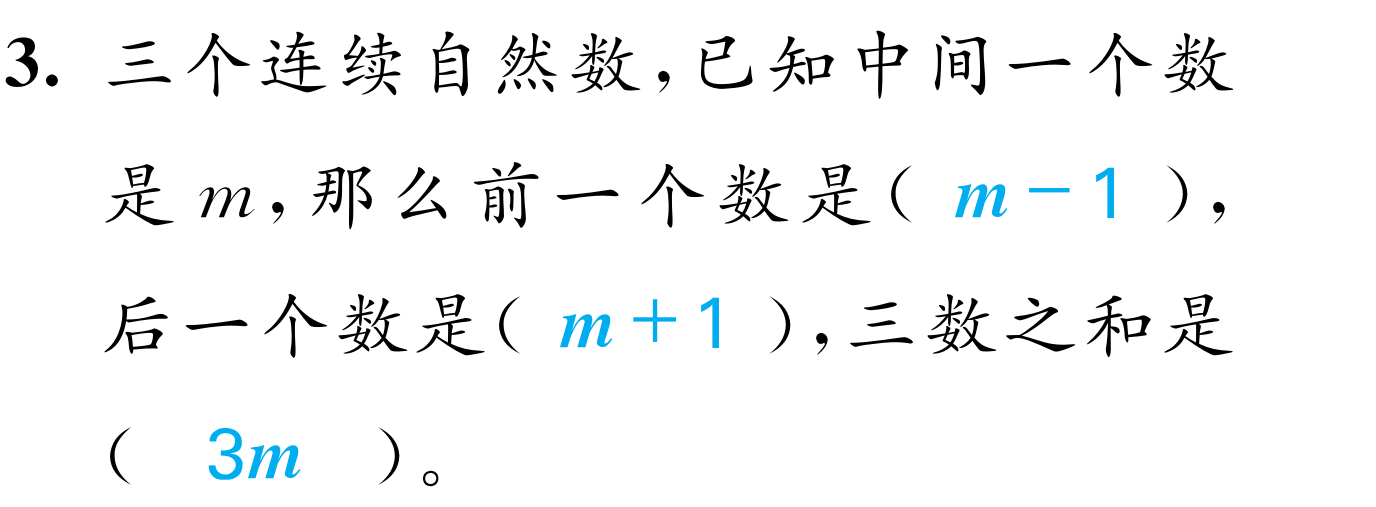 3. 三个连续自然数,已知中间一个数
是 m,那么前一个数是( m－1 ),
后一个数是( m＋1 ),三数之和是
( 3m )。